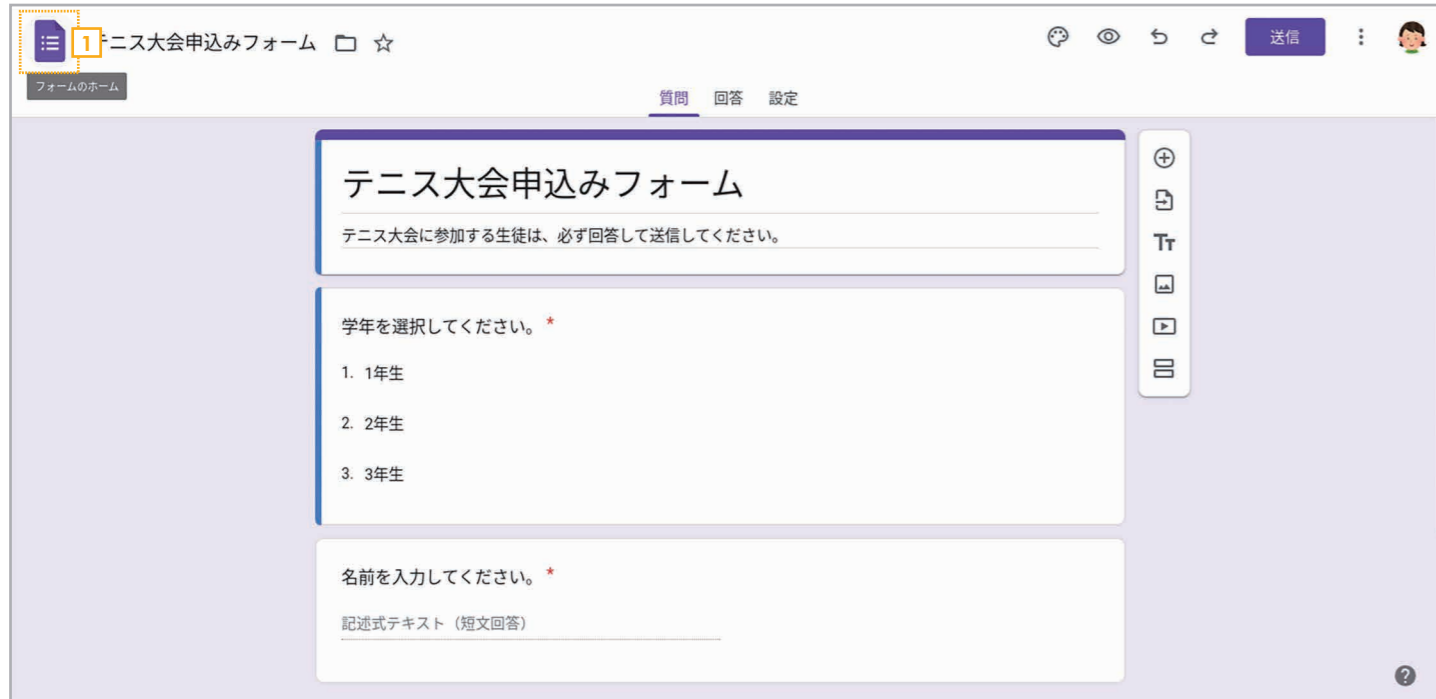 1
テニス大会申込みフォーム
送信
フォームのホーム
質問 回答 設定
テニス大会申込みフォーム
テニス大会に参加する生徒は、必ず回答して送信してください。
Tт
学年を選択してください。 *
1. 1年生
2. 2年生
3. 3年生
名前を入力してください。 *
記述式テキスト（短文回答）